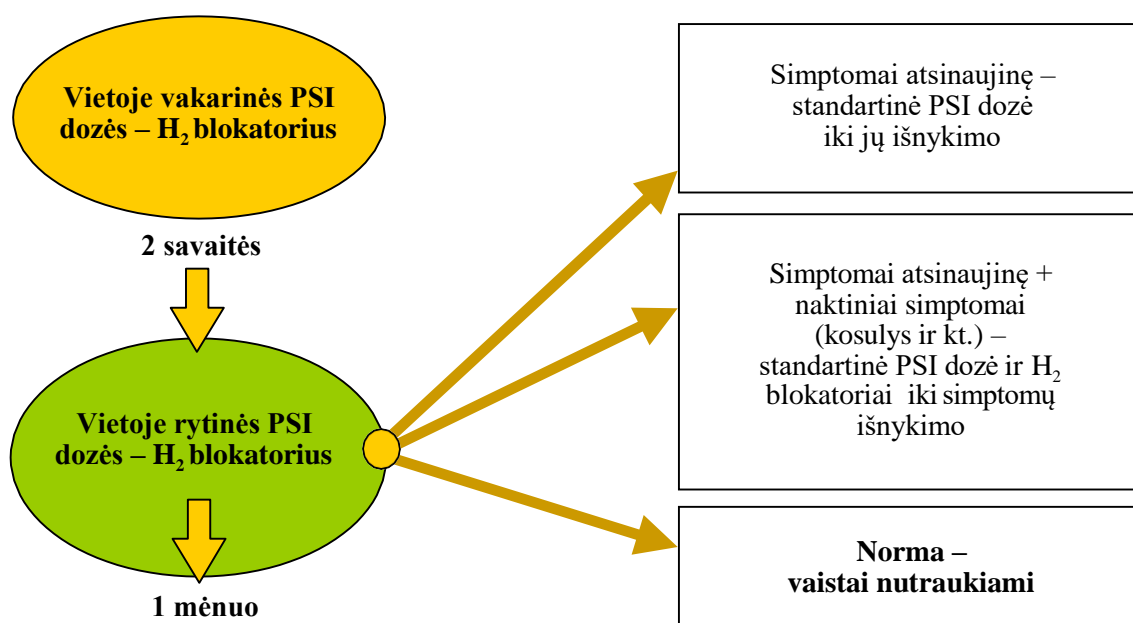 Vietoje vakarinės PSI
dozės – H₂ blokatorius
2 savaitės
Vietoje rytinės PSI
dozės – H₂ blokatorius
1 mėnuo
Simptomai atsinaujinę –
standartinė PSI dozė
iki jų išnykimo
Simptomai atsinaujinę +
naktiniai simptomai
(kosulys ir kt.) –
standartinė PSI dozė ir H₂
blokatoriai iki simptomų
išnykimo
Norma –
vaistai nutraukiami